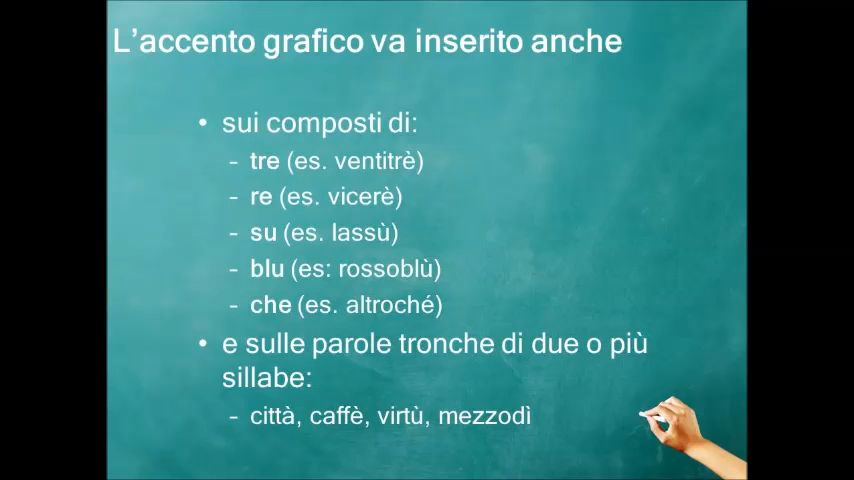 L’accento grafico va inserito anche
• sui composti di:
- tre (es. ventitrè)
- re (es. vicerè)
- su (es. lassù)
- blu (es: rossoblù)
- che (es. altroché)
• e sulle parole tronche di due o più
sillabe:
- città, caffè, virtù, mezzodì